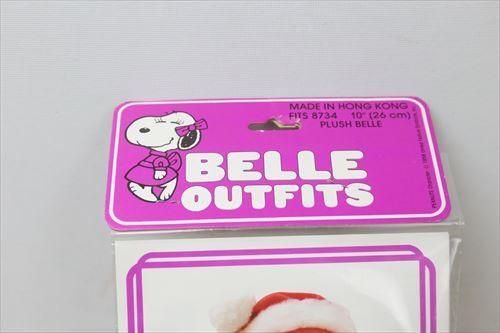 MADE IN HONG KONG
FITS 8734 10" (26 cm)
PLUSH BELLE
BELLE
OUTFITS